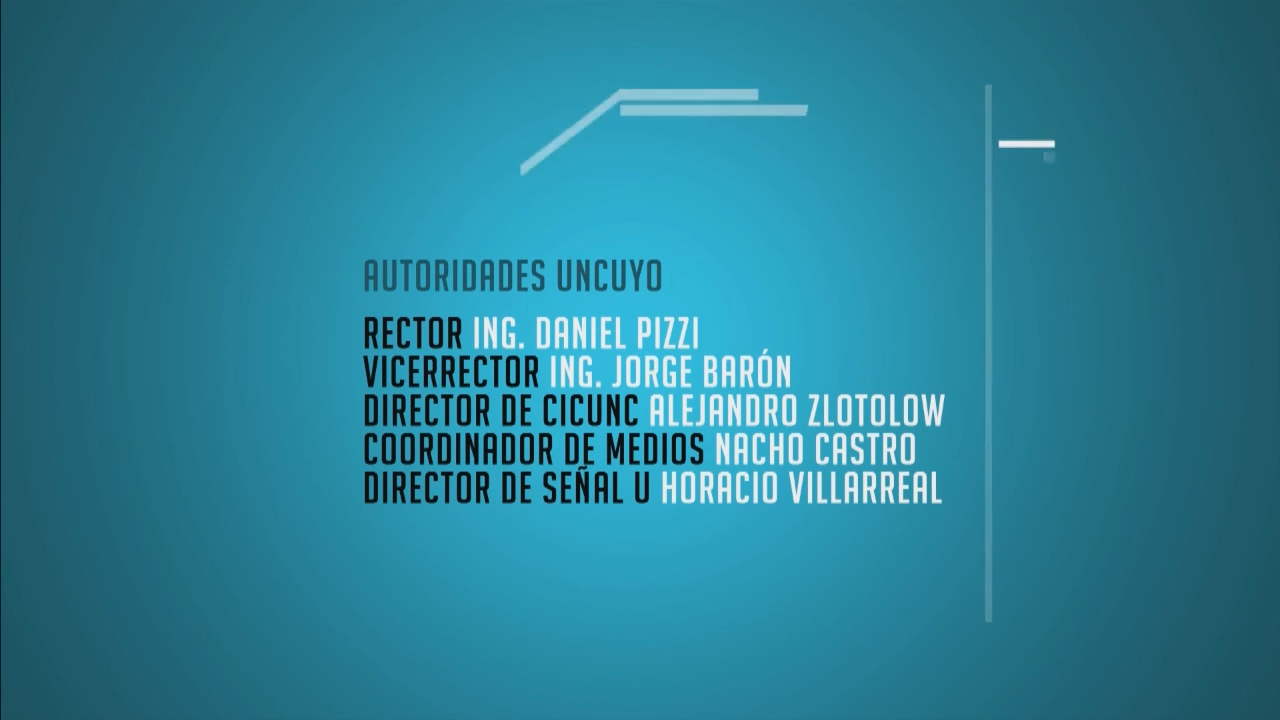 AUTORIDADES UNCUYO
RECTOR ING. DANIEL PIZZI
VICERRECTOR ING. JORGE BARÓN
DIRECTOR DE CICUNC ALEJANDRO ZLOTOLOW
COORDINADOR DE MEDIOS NACHO CASTRO
DIRECTOR DE SEÑAL U HORACIO VILLARREAL